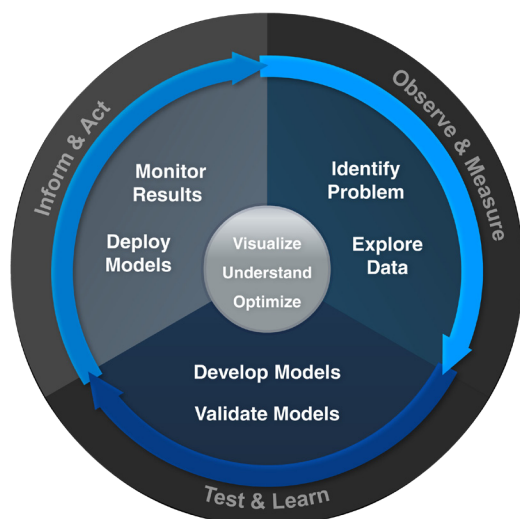 Observe & Measure
Identify
Problem
Explore
Data
Test & Learn
Develop Models
Validate Models
Inform & Act
Deploy
Models
Monitor
Results
Visualize
Understand
Optimize